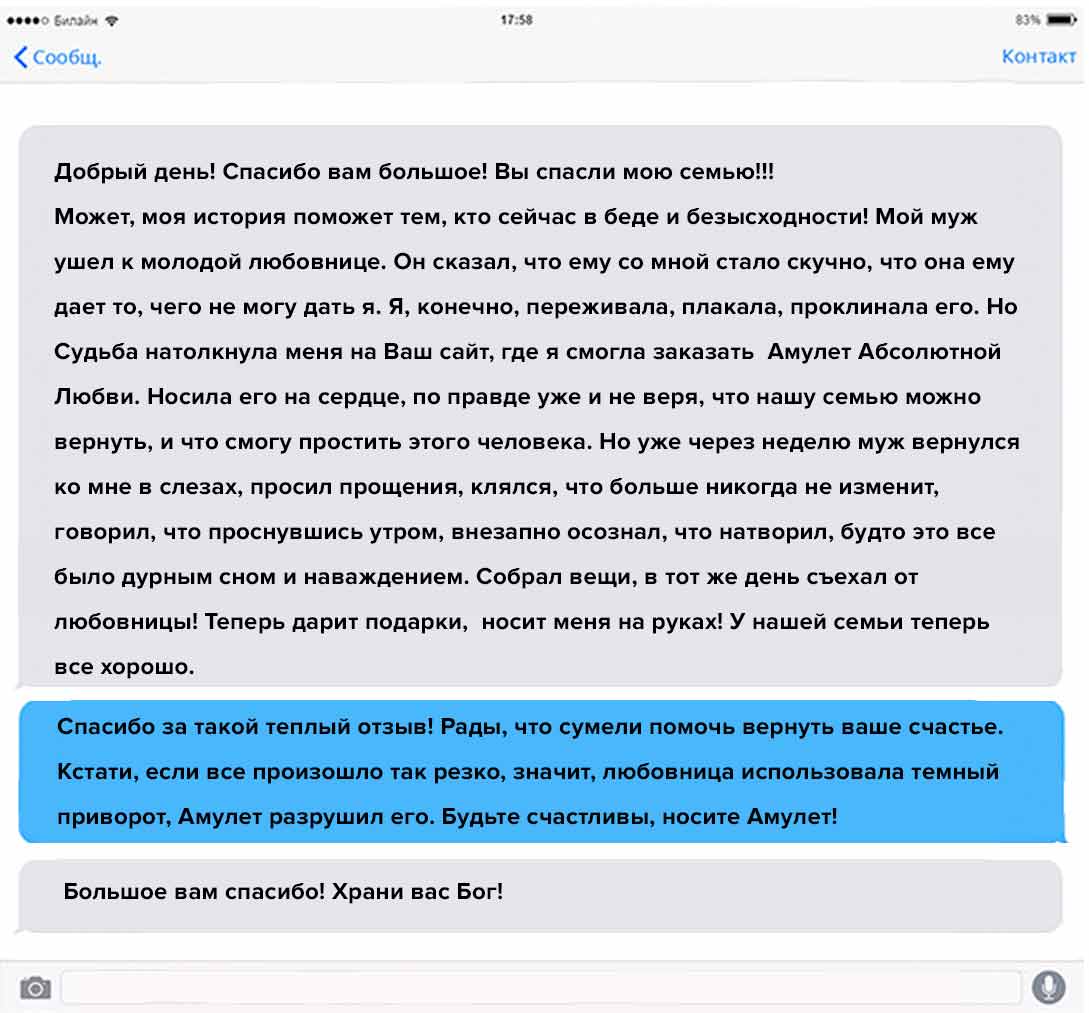 Билайн 17:58 83%
Сообщ. Контакт
Добрый день! Спасибо вам большое! Вы спасли мою семью!!!
Может, моя история поможет тем, кто сейчас в беде и безысходности! Мой муж
ушел к молодой любовнице. Он сказал, что ему со мной стало скучно, что она ему
дает то, чего не могу дать я. Я, конечно, переживала, плакала, проклинала его. Но
Судьба натолкнула меня на Ваш сайт, где я смогла заказать Амулет Абсолютной
Любви. Носила его на сердце, по правде уже и не веря, что нашу семью можно
вернуть, и что смогу простить этого человека. Но уже через неделю муж вернулся
ко мне в слезах, просил прощения, клялся, что больше никогда не изменит,
говорил, что проснувшись утром, внезапно осознал, что натворил, будто это все
было дурным сном и наваждением. Собрал вещи, в тот же день съехал от
любовницы! Теперь дарит подарки, носит меня на руках! У нашей семьи теперь
все хорошо.
Спасибо за такой теплый отзыв! Рады, что сумели помочь вернуть ваше счастье.
Кстати, если все произошло так резко, значит, любовница использовала темный
приворот, Амулет разрушил его. Будьте счастливы, носите Амулет!
Большое вам спасибо! Храни вас Бог!